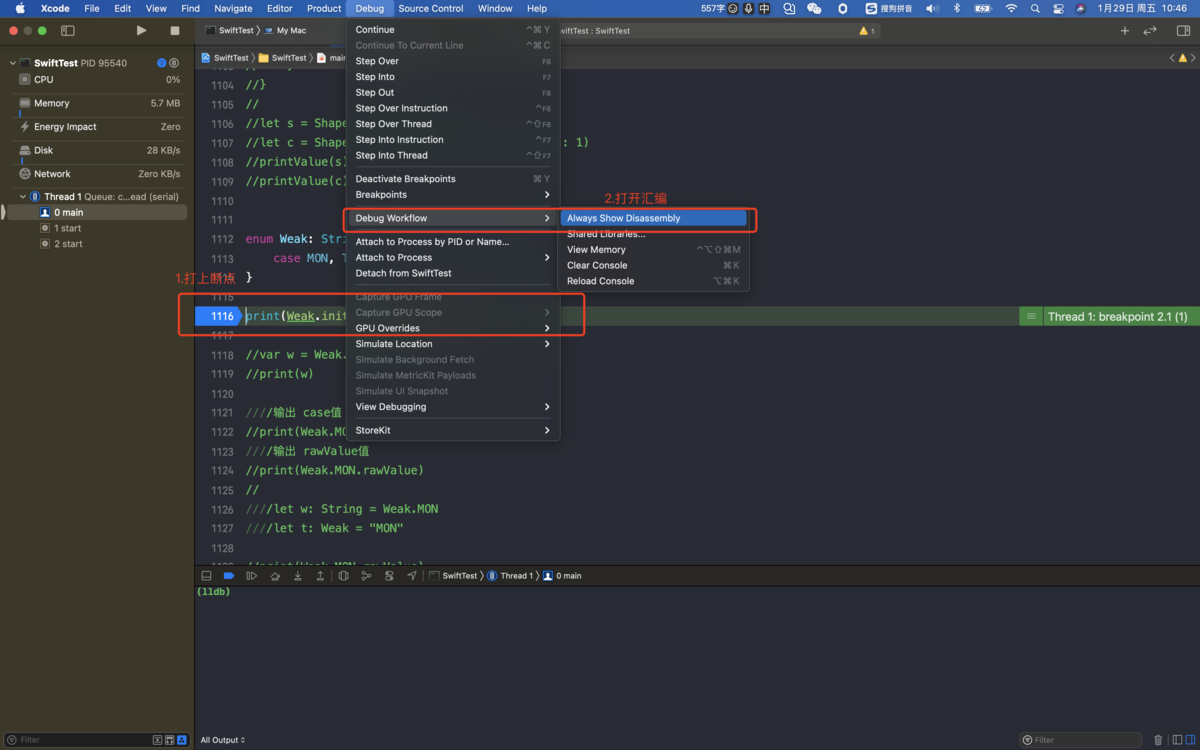 Xcode File Edit View Find Navigate Editor Product Debug Source Control Window Help 557字 中 搜狗拼音 1月29日 周五 10:46
SwiftTest 〉 My Mac
wiftTest : SwiftTest
1
SwiftTest 〉 SwiftTest 〉 main
SwiftTest PID 95540
CPU 0%
Memory 5.7 MB
Energy Impact Zero
Disk 28 KB/s
Network Zero KB/s
Thread 1 Queue: c...ead (serial)
0 main
1 start
2 start
1104 //}
1105 //
1106 //let s = Shape
1107 //let c = Shape : 1)
1108 //printValue(s)
1109 //printValue(c)
1110
1111
1112 enum Weak: Stri
1113 case MON, T
}
1115
1116 print(Weak.init
1117
1118 //var w = Weak.
1119 //print(w)
1120
1121 ////输出 case值
1122 //print(Weak.MO
1123 ////输出 rawValue值
1124 //print(Weak.MON.rawValue)
1125 //
1126 ////let w: String = Weak.MON
1127 ////let t: Weak = "MON"
1128
//print(Weak.MON.rawValue)
1.打上断点
2.打开汇编
Continue ⌃⌘Y
Continue To Current Line ⌃⌘C
Step Over F6
Step Into F7
Step Out F8
Step Over Instruction ⌃F6
Step Over Thread ⌃⇧F6
Step Into Instruction ⌃F7
Step Into Thread ⌃⇧F7
Deactivate Breakpoints ⌘Y
Breakpoints
Debug Workflow
Attach to Process by PID or Name...
Attach to Process
Detach from SwiftTest
Capture GPU Frame
Capture GPU Scope
GPU Overrides
Simulate Location
Simulate Background Fetch
Simulate MetricKit Payloads
Simulate UI Snapshot
View Debugging
StoreKit
Always Show Disassembly
Shared Libraries...
View Memory ⌃⌥⇧⌘M
Clear Console ⌘K
Reload Console ⌥⌘K
Thread 1: breakpoint 2.1 (1)
SwiftTest 〉 Thread 1 〉 0 main
(lldb)
Filter
All Output
Filter